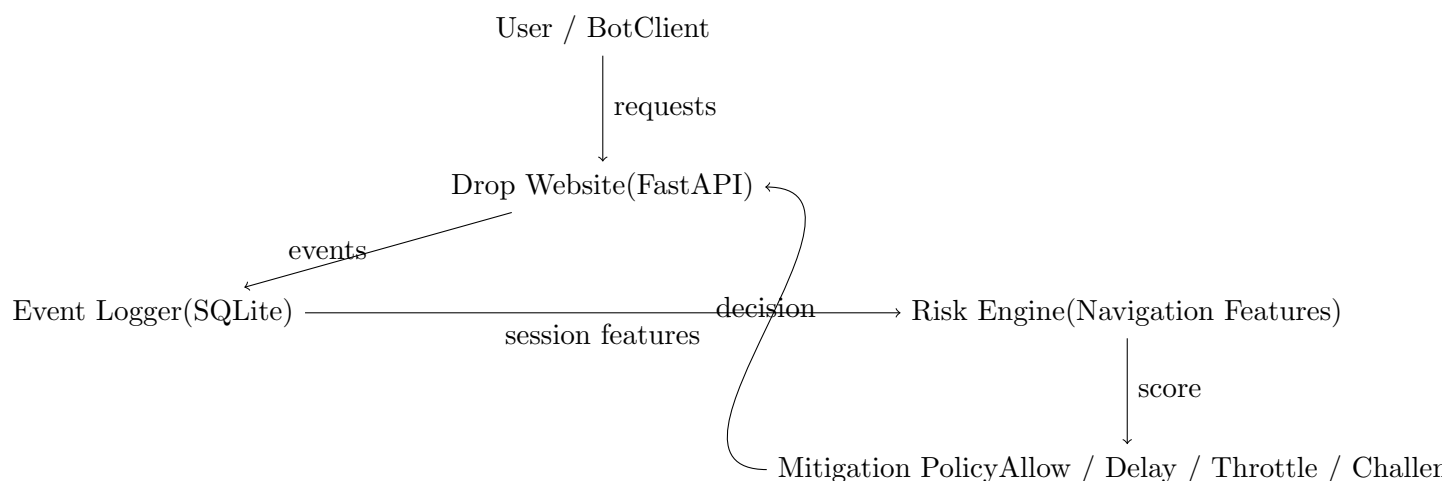 User / BotClient
requests
Drop Website(FastAPI)
events
Event Logger(SQLite)
decision
session features
Risk Engine(Navigation Features)
score
Mitigation PolicyAllow / Delay / Throttle / Challen